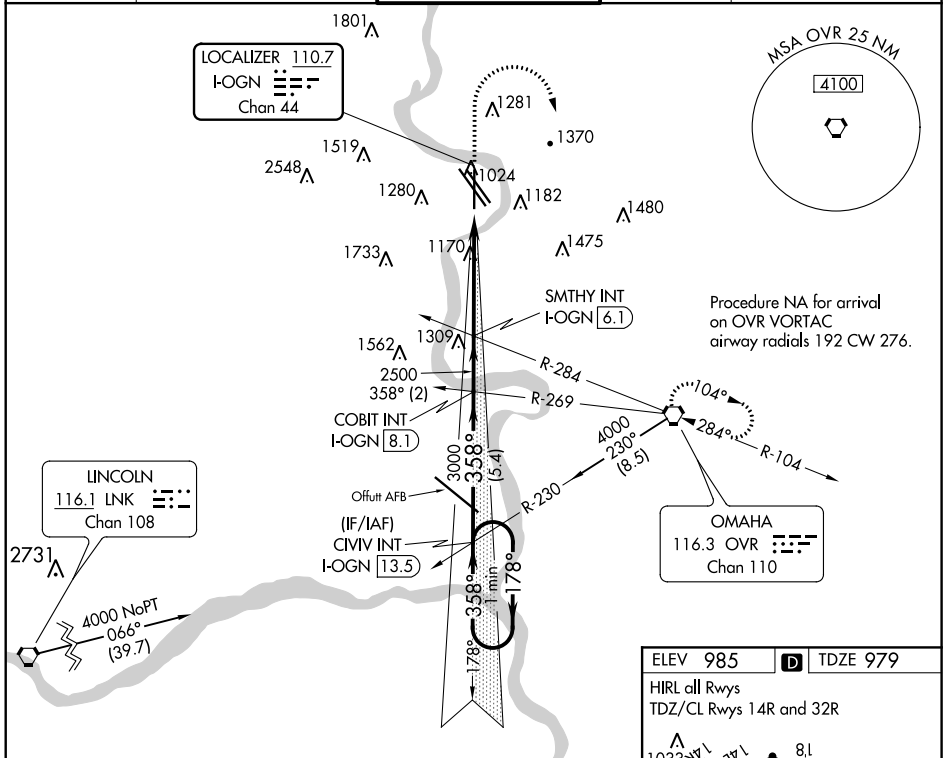 1801
LOCALIZER 110.7
I-OGN
Chan 44
MSA OVR 25 NM
4100
1281
1370
1519
2548
1024
1280
1182
1480
1733
1170
1475
SMTHY INT
I-OGN 6.1
Procedure NA for arrival
on OVR VORTAC
airway radials 192 CW 276.
1562
1309
R-284
2500
358° (2)
R-269
104°
COBIT INT
I-OGN 8.1
4000
230°
(8.5)
284°
R-104
3000
358°
(5.4)
R-230
LINCOLN
116.1 LNK
Chan 108
Offutt AFB
(IF/IAF)
CIVIV INT
I-OGN 13.5
OMAHA
116.3 OVR
Chan 110
2731
358°
1 min
178°
4000 NoPT
066°
(39.7)
178°
ELEV 985 D TDZE 979
HIRL all Rwys
TDZ/CL Rwys 14R and 32R
14R
14L